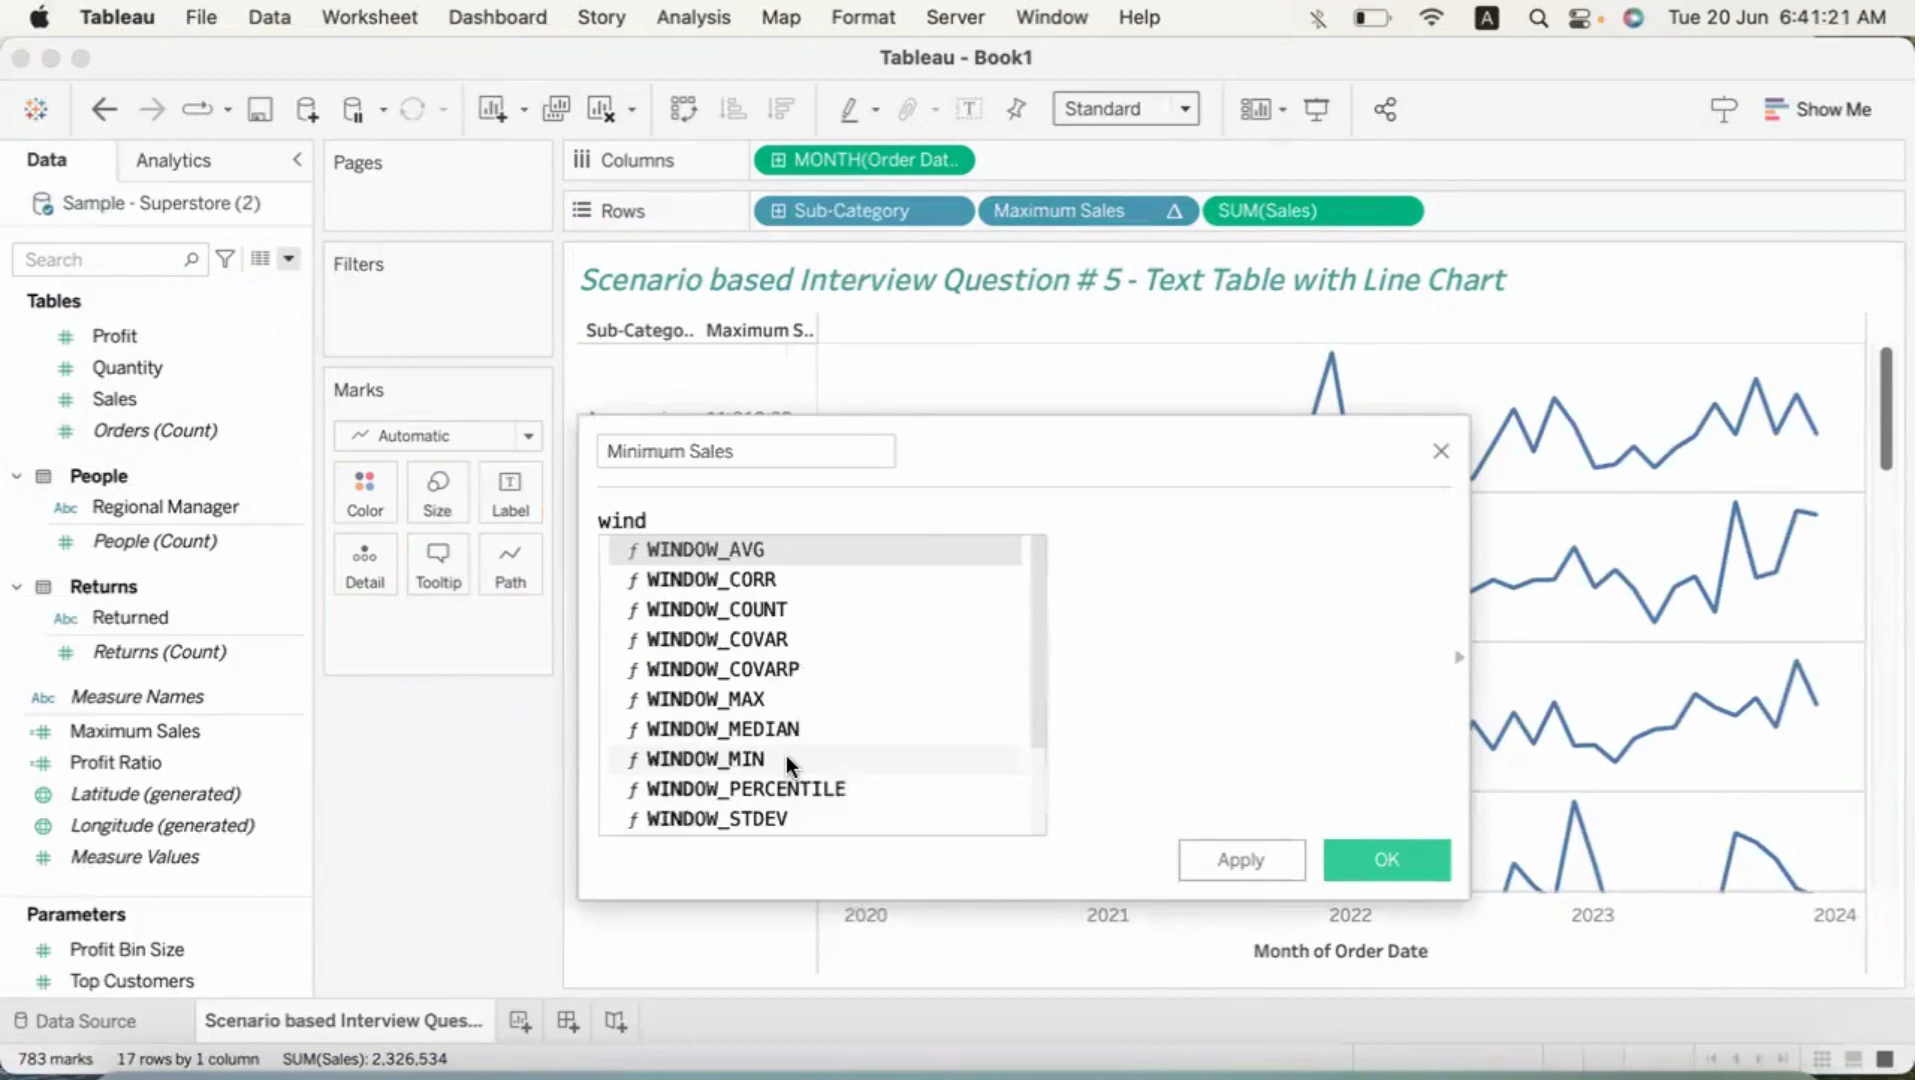 Tableau File Data Worksheet Dashboard Story Analysis Map Format Server Window Help A Tue 20 Jun 6:41:21 AM
Tableau - Book1
Standard Show Me
Data Analytics
Sample - Superstore (2)
Search
Tables
Profit
Quantity
Sales
Orders (Count)
People
Abc Regional Manager
People (Count)
Returns
Abc Returned
Returns (Count)
Abc Measure Names
Maximum Sales
Profit Ratio
Latitude (generated)
Longitude (generated)
Measure Values
Parameters
Profit Bin Size
Top Customers
Pages
Filters
Marks
Automatic
Color Size Label
Detail Tooltip Path
Columns MONTH(Order Dat..
Rows Sub-Category Maximum Sales SUM(Sales)
Scenario based Interview Question # 5 - Text Table with Line Chart
Sub-Catego.. Maximum S..
Minimum Sales
wind
WINDOW_AVG
WINDOW_CORR
WINDOW_COUNT
WINDOW_COVAR
WINDOW_COVARP
WINDOW_MAX
WINDOW_MEDIAN
WINDOW_MIN
WINDOW_PERCENTILE
WINDOW_STDEV
Apply OK
2020 2021 2022 2023 2024
Month of Order Date
Data Source Scenario based Interview Ques...
783 marks 17 rows by 1 column SUM(Sales): 2,326,534